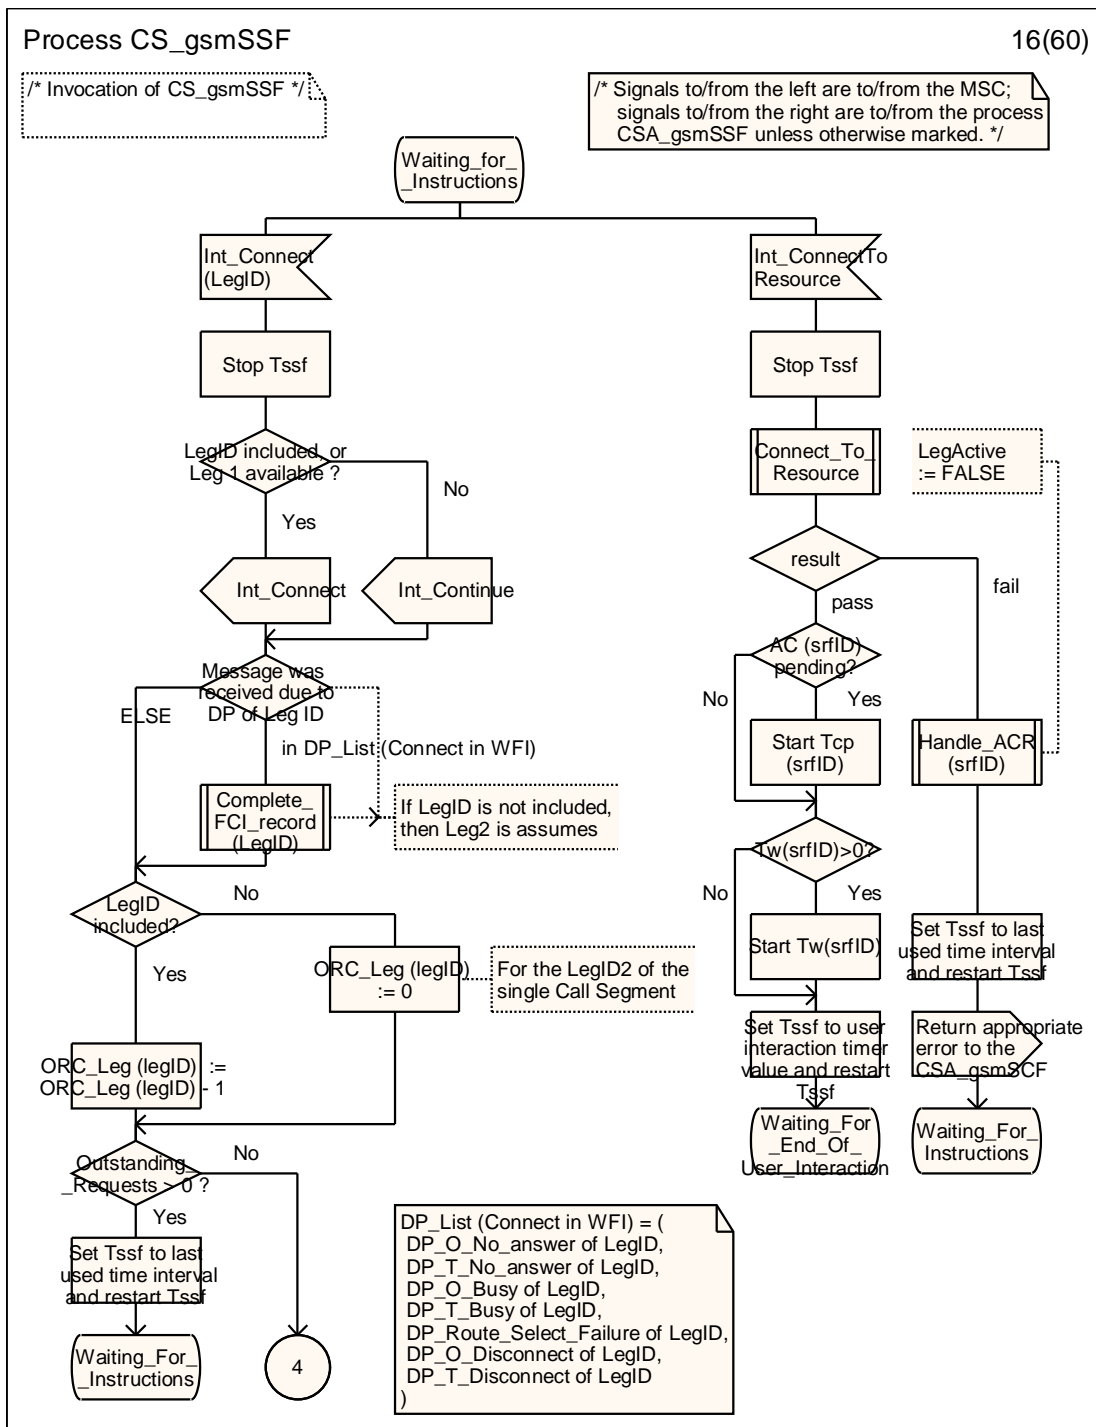 Process CS_gsmSSF
16(60)
/* Invocation of CS_gsmSSF */
/* Signals to/from the left are to/from the MSC;
signals to/from the right are to/from the process
CSA_gsmSSF unless otherwise marked. */
Waiting_for_
_Instructions
Int_Connect
(LegID)
Int_ConnectTo
Resource
Stop Tssf
Stop Tssf
LegID included, or
Leg 1 available ?
No
Yes
Connect_To_
Resource
LegActive
:= FALSE
Int_Connect
Int_Continue
result
pass
fail
Message was
received due to
DP of Leg ID
ELSE
in DP_List (Connect in WFI)
AC (srfID)
pending?
No
Yes
Start Tcp
(srfID)
Handle_ACR
(srfID)
Complete_
FCI_record
(LegID)
If LegID is not included,
then Leg2 is assumes
Tw(srfID)>0?
No
Yes
LegID
included?
No
Yes
ORC_Leg (legID)
:= 0
For the LegID2 of the
single Call Segment
Start Tw(srfID)
Set Tssf to last
used time interval
and restart Tssf
ORC_Leg (legID) :=
ORC_Leg (legID) - 1
Set Tssf to user
interaction timer
value and restart
Tssf
Return appropriate
error to the
CSA_gsmSCF
Waiting_For
_End_Of_
User_Interaction
Waiting_For_
Instructions
Outstanding_
_Requests > 0 ?
No
Yes
Set Tssf to last
used time interval
and restart Tssf
Waiting_For_
_Instructions
4
DP_List (Connect in WFI) = (
DP_O_No_answer of LegID,
DP_T_No_answer of LegID,
DP_O_Busy of LegID,
DP_T_Busy of LegID,
DP_Route_Select_Failure of LegID,
DP_O_Disconnect of LegID,
DP_T_Disconnect of LegID
)